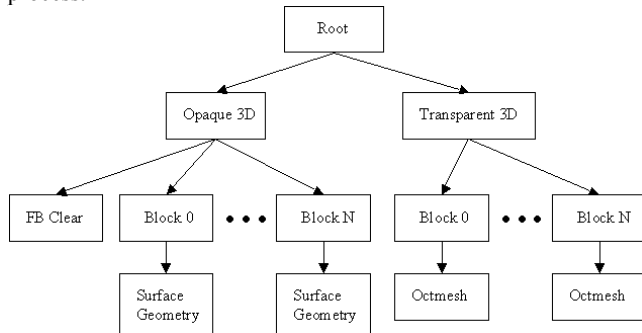 process.
Root
Opaque 3D
Transparent 3D
FB Clear
Block 0
Block N
Block 0
Block N
Surface
Geometry
Surface
Geometry
Octmesh
Octmesh